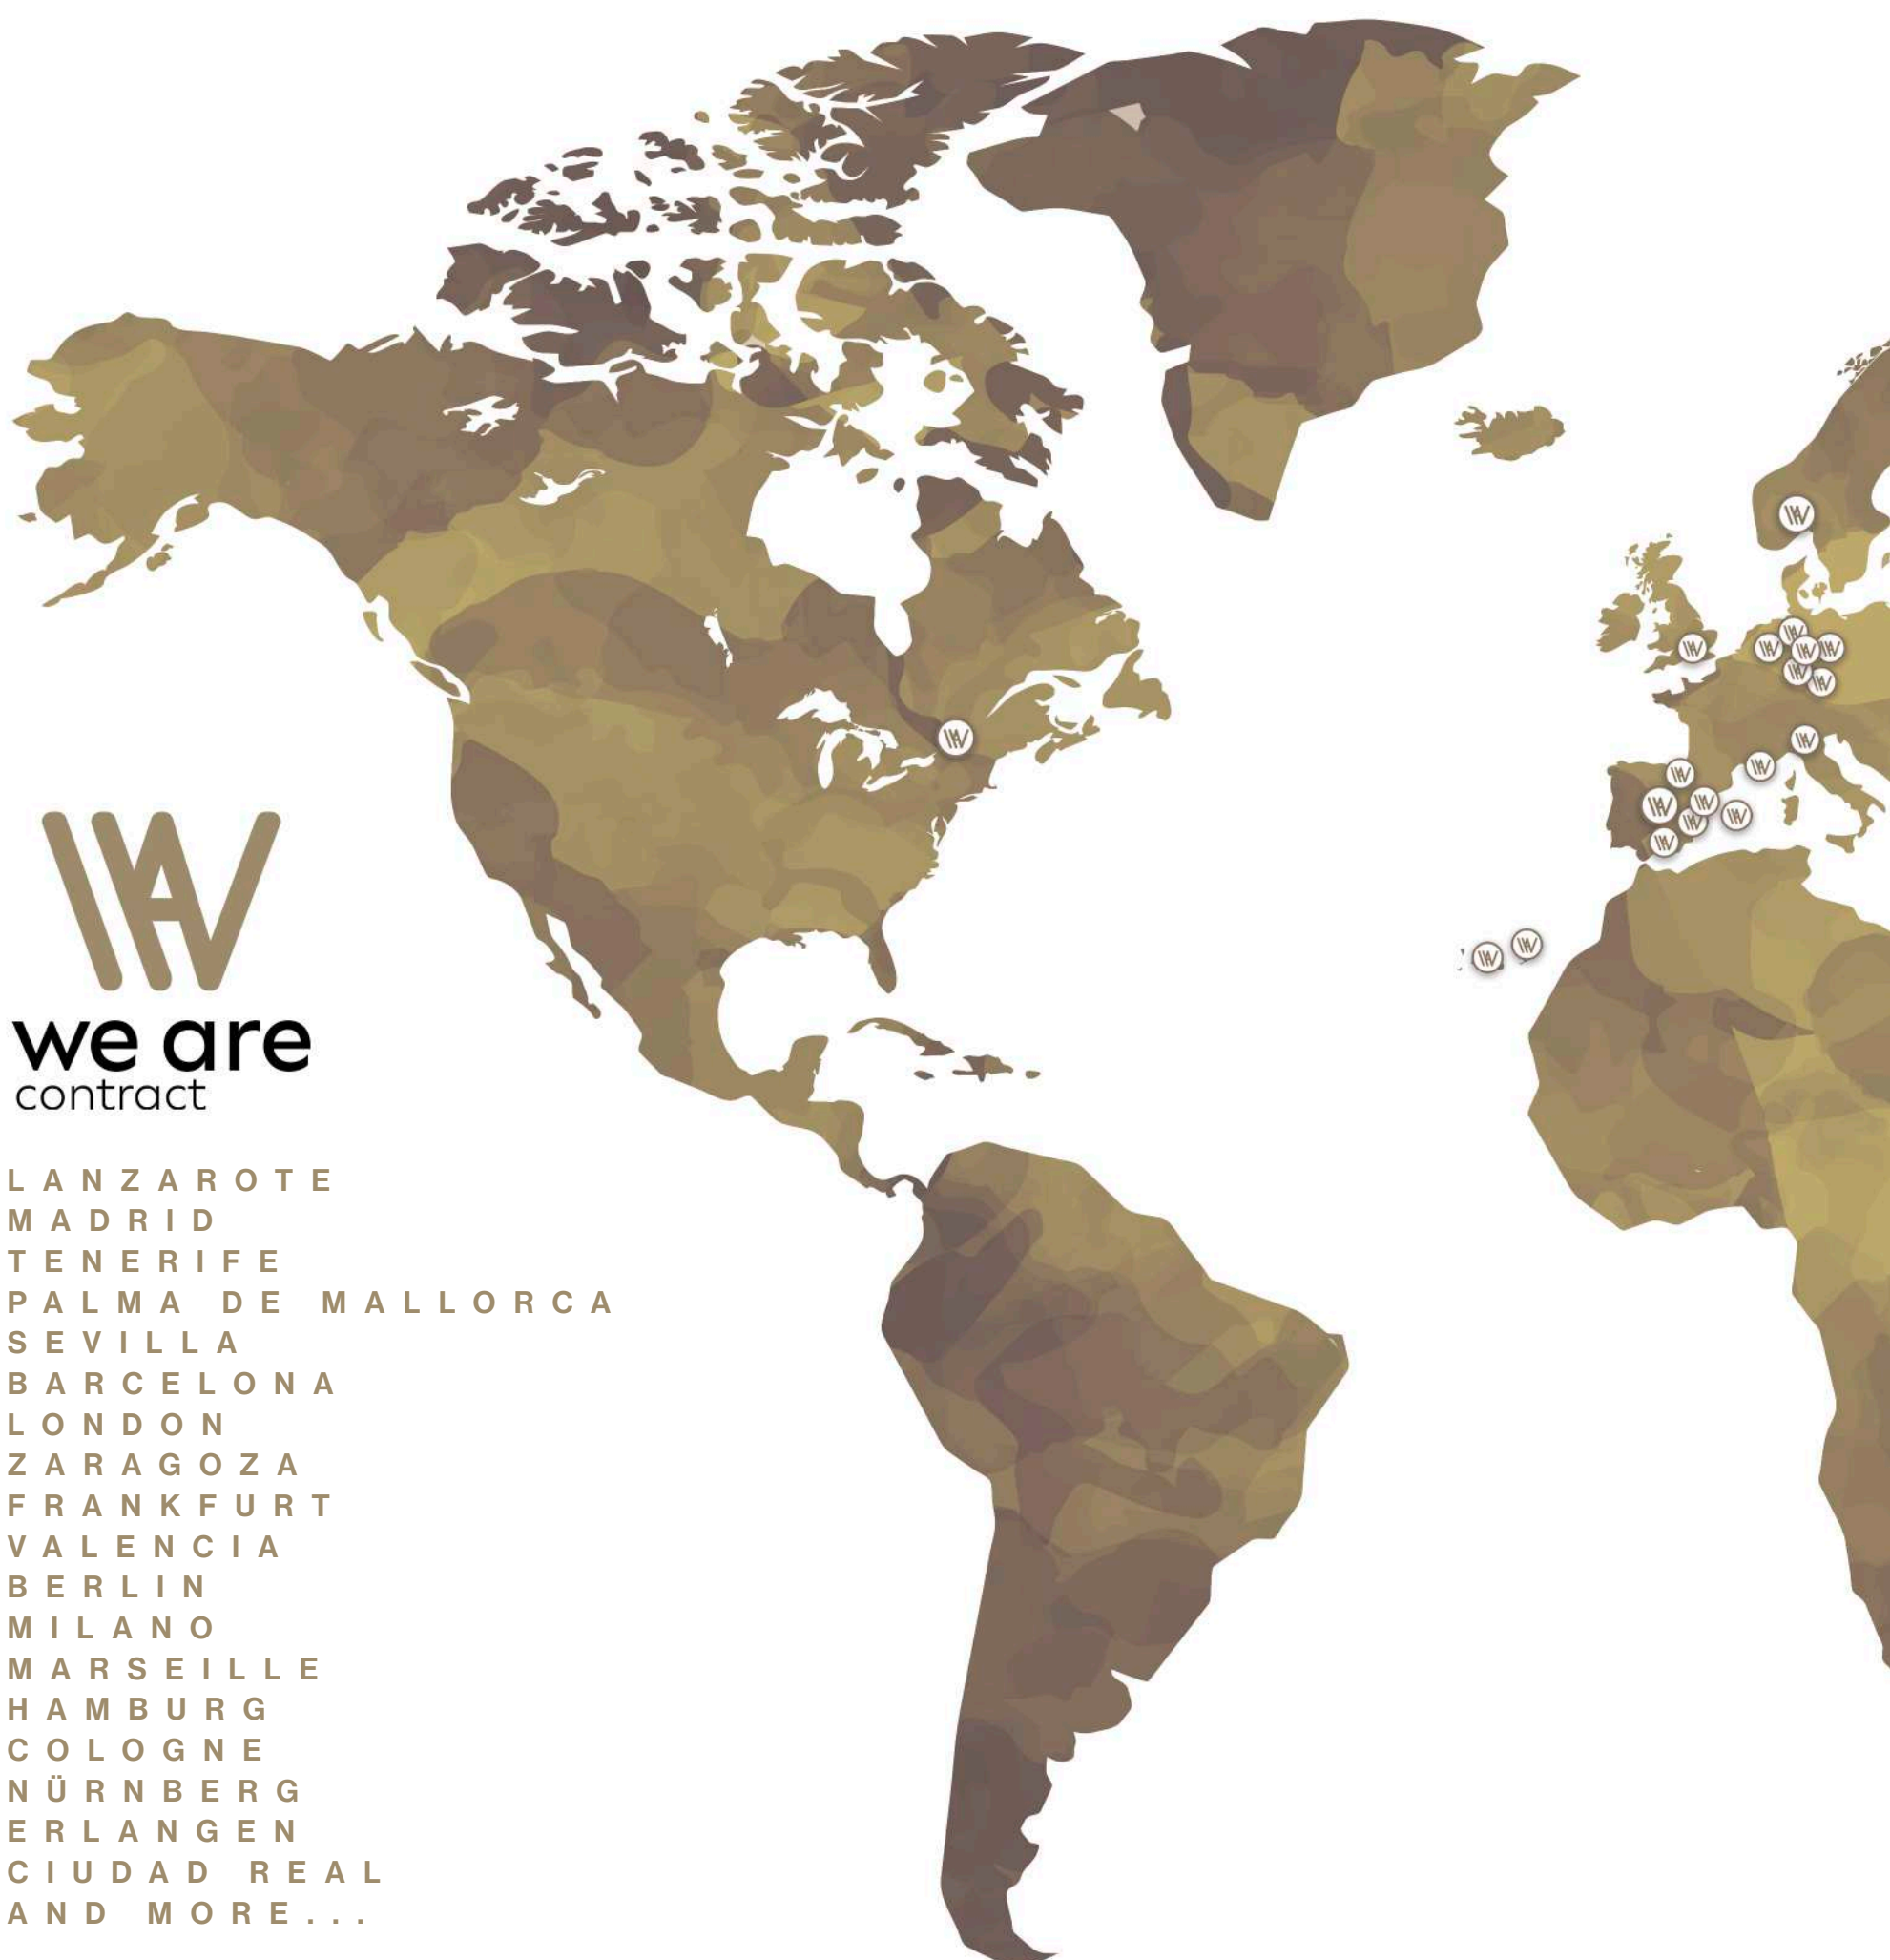 we are
contract
LANZAROTE
MADRID
TENERIFE
PALMA DE MALLORCA
SEVILLA
BARCELONA
LONDON
ZARAGOZA
FRANKFURT
VALENCIA
BERLIN
MILANO
MARSEILLE
HAMBURG
COLOGNE
NÜRNBERG
ERLANGEN
CIUDAD REAL
AND MORE...